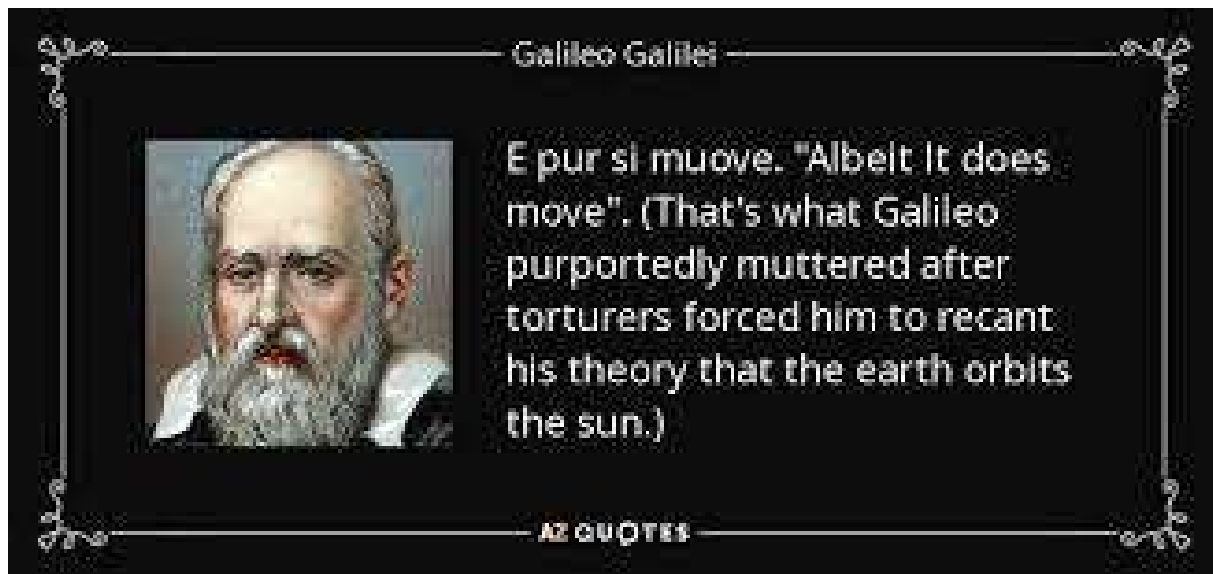 Galileo Galilei
E pur si muove. "Albeit It does
move". (That's what Galileo
purportedly muttered after
torturers forced him to recant
his theory that the earth orbits
the sun.)
AZ QUOTES